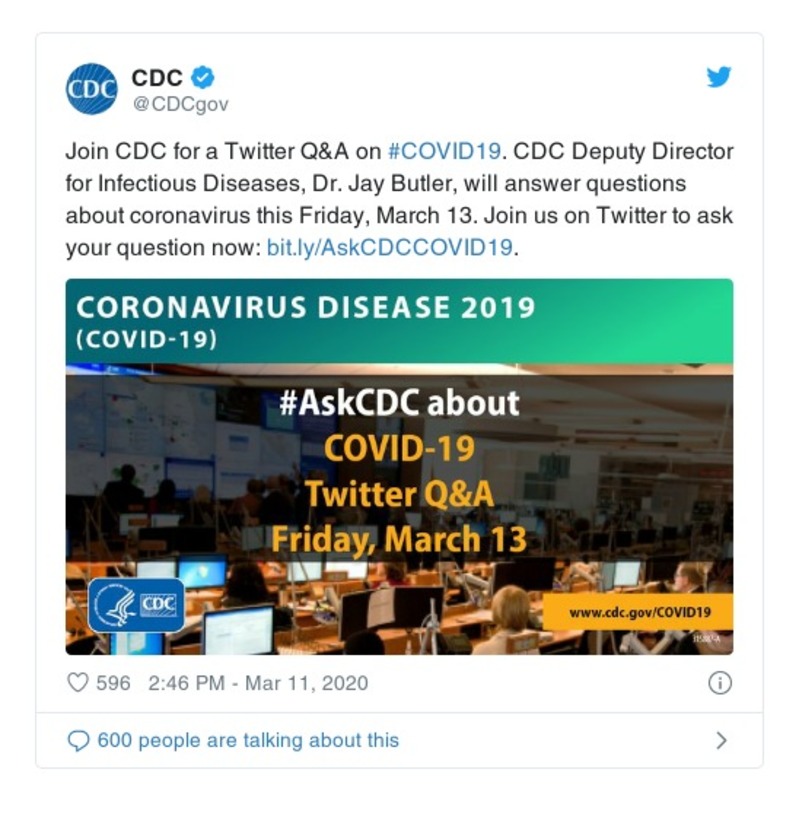 CDC
CDC
@CDCgov
Join CDC for a Twitter Q&A on #COVID19. CDC Deputy Director
for Infectious Diseases, Dr. Jay Butler, will answer questions
about coronavirus this Friday, March 13. Join us on Twitter to ask
your question now: bit.ly/AskCDCCOVID19.
CORONAVIRUS DISEASE 2019
(COVID-19)
#AskCDC about
COVID-19
Twitter Q&A
Friday, March 13
CDC
www.cdc.gov/COVID19
596 2:46 PM - Mar 11, 2020
600 people are talking about this